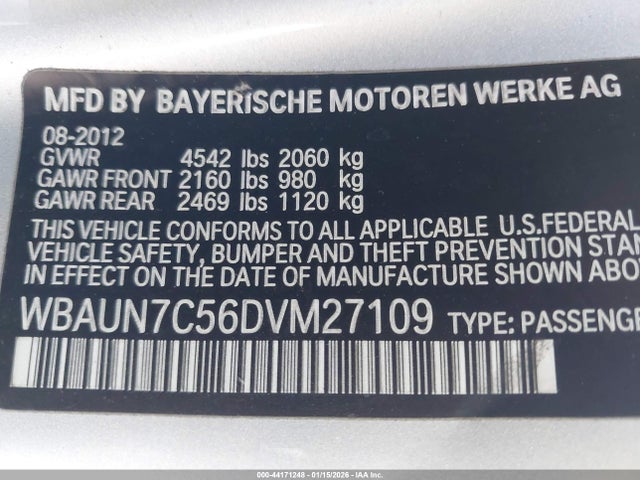 MFD BY BAYERISCHE MOTOREN WERKE AG
08-2012
GVWR 4542 lbs 2060 kg
GAWR FRONT 2160 lbs 980 kg
GAWR REAR 2469 lbs 1120 kg
THIS VEHICLE CONFORMS TO ALL APPLICABLE U.S.FEDERAL
VEHICLE SAFETY, BUMPER AND THEFT PREVENTION STAN
IN EFFECT ON THE DATE OF MANUFACTURE SHOWN ABO
WBAUN7C56DVM27109 TYPE: PASSENGE
000-44171248 - 01/15/2026 - IAA Inc.